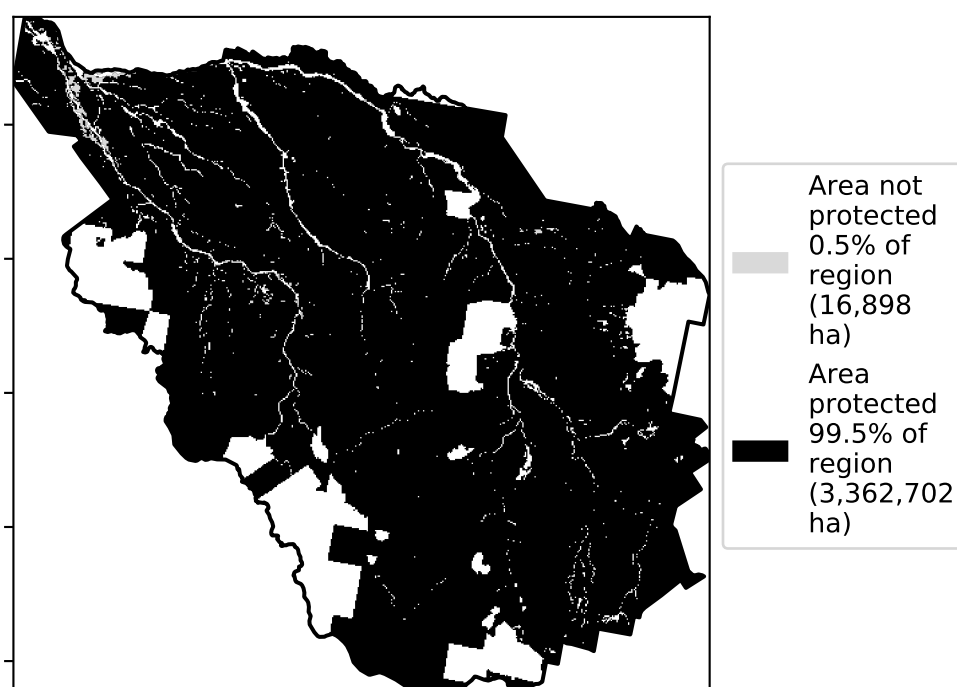 Area not
protected
0.5% of
region
(16,898
ha)
Area
protected
99.5% of
region
(3,362,702
ha)